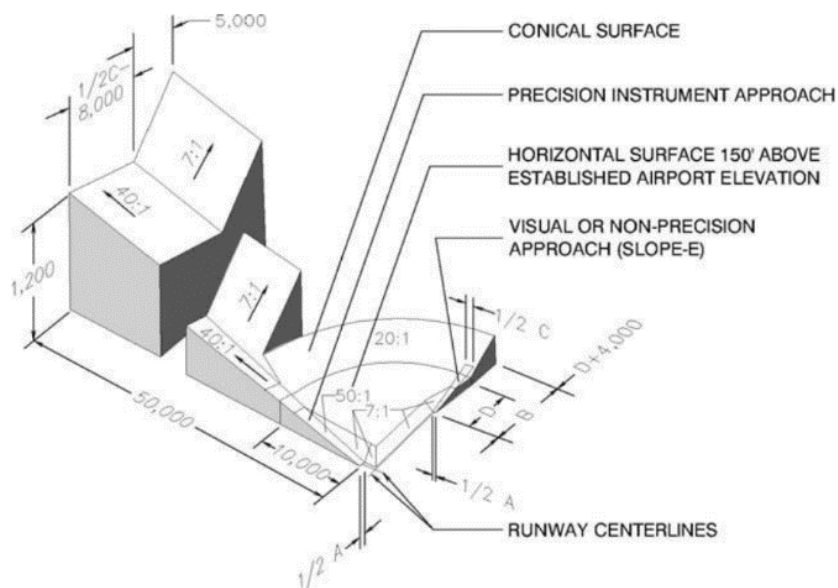 5,000
1/2C-
8,000
7:1
40:1
1,200
CONICAL SURFACE
PRECISION INSTRUMENT APPROACH
HORIZONTAL SURFACE 150' ABOVE
ESTABLISHED AIRPORT ELEVATION
VISUAL OR NON-PRECISION
APPROACH (SLOPE-E)
7:1
40:1
20:1
1/2 C
D+4,000
50:1
7:1
D
B
50,000
10,000
1/2 A
1/2 A
RUNWAY CENTERLINES